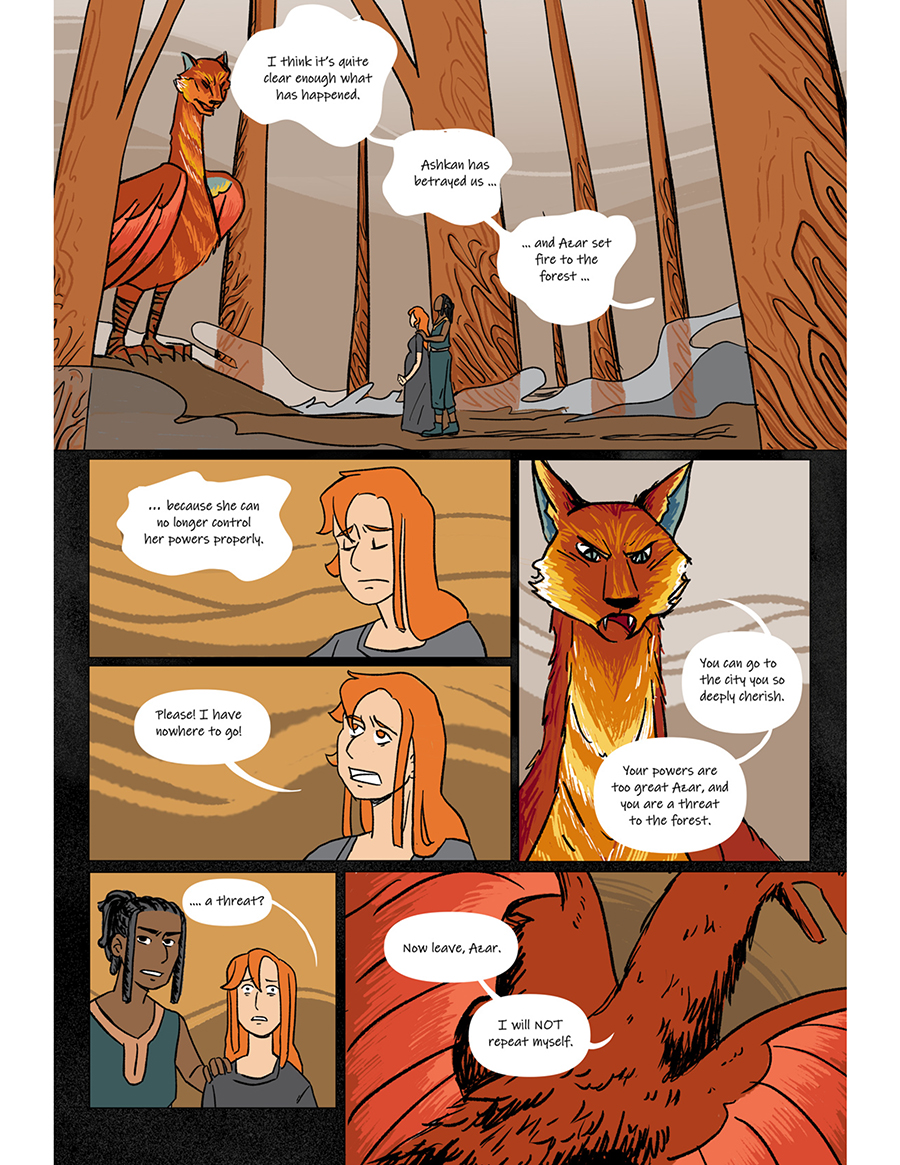 I think it's quite
clear enough what
has happened.
Ashkan has
betrayed us ...
... and Azar set
fire to the
forest ...
... because she can
no longer control
her powers properly.
Please! I have
nowhere to go!
You can go to
the city you so
deeply cherish.
Your powers are
too great Azar, and
you are a threat
to the forest.
.... a threat?
Now leave, Azar.
I will NOT
repeat myself.